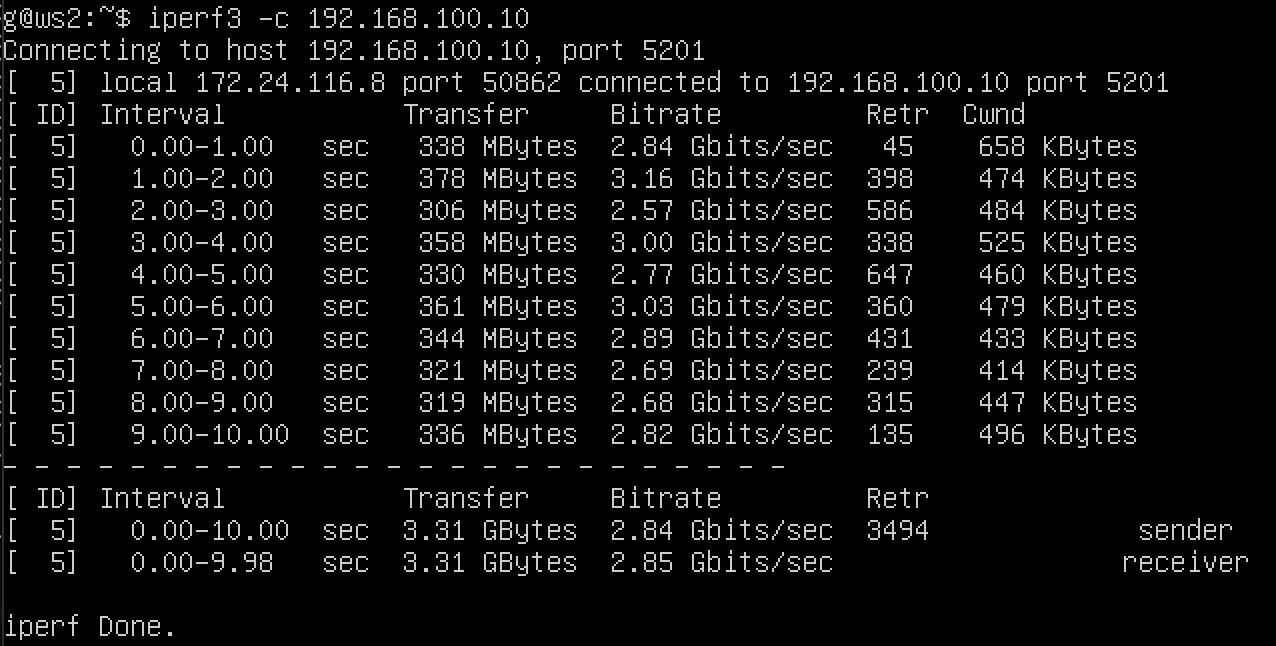 g@ws2:~$ iperf3 -c 192.168.100.10
Connecting to host 192.168.100.10, port 5201
[  5] local 172.24.116.8 port 50862 connected to 192.168.100.10 port 5201
[ ID] Interval           Transfer     Bitrate         Retr  Cwnd
[  5]   0.00-1.00   sec   338 MBytes  2.84 Gbits/sec   45    658 KBytes
[  5]   1.00-2.00   sec   378 MBytes  3.16 Gbits/sec  398    474 KBytes
[  5]   2.00-3.00   sec   306 MBytes  2.57 Gbits/sec  586    484 KBytes
[  5]   3.00-4.00   sec   358 MBytes  3.00 Gbits/sec  338    525 KBytes
[  5]   4.00-5.00   sec   330 MBytes  2.77 Gbits/sec  647    460 KBytes
[  5]   5.00-6.00   sec   361 MBytes  3.03 Gbits/sec  360    479 KBytes
[  5]   6.00-7.00   sec   344 MBytes  2.89 Gbits/sec  431    433 KBytes
[  5]   7.00-8.00   sec   321 MBytes  2.69 Gbits/sec  239    414 KBytes
[  5]   8.00-9.00   sec   319 MBytes  2.68 Gbits/sec  315    447 KBytes
[  5]   9.00-10.00  sec   336 MBytes  2.82 Gbits/sec  135    496 KBytes
- - - - - - - - - - - - - - - - - - - - - - - - -
[ ID] Interval           Transfer     Bitrate         Retr
[  5]   0.00-10.00  sec  3.31 GBytes  2.84 Gbits/sec  3494             sender
[  5]   0.00-9.98   sec  3.31 GBytes  2.85 Gbits/sec                  receiver
iperf Done.